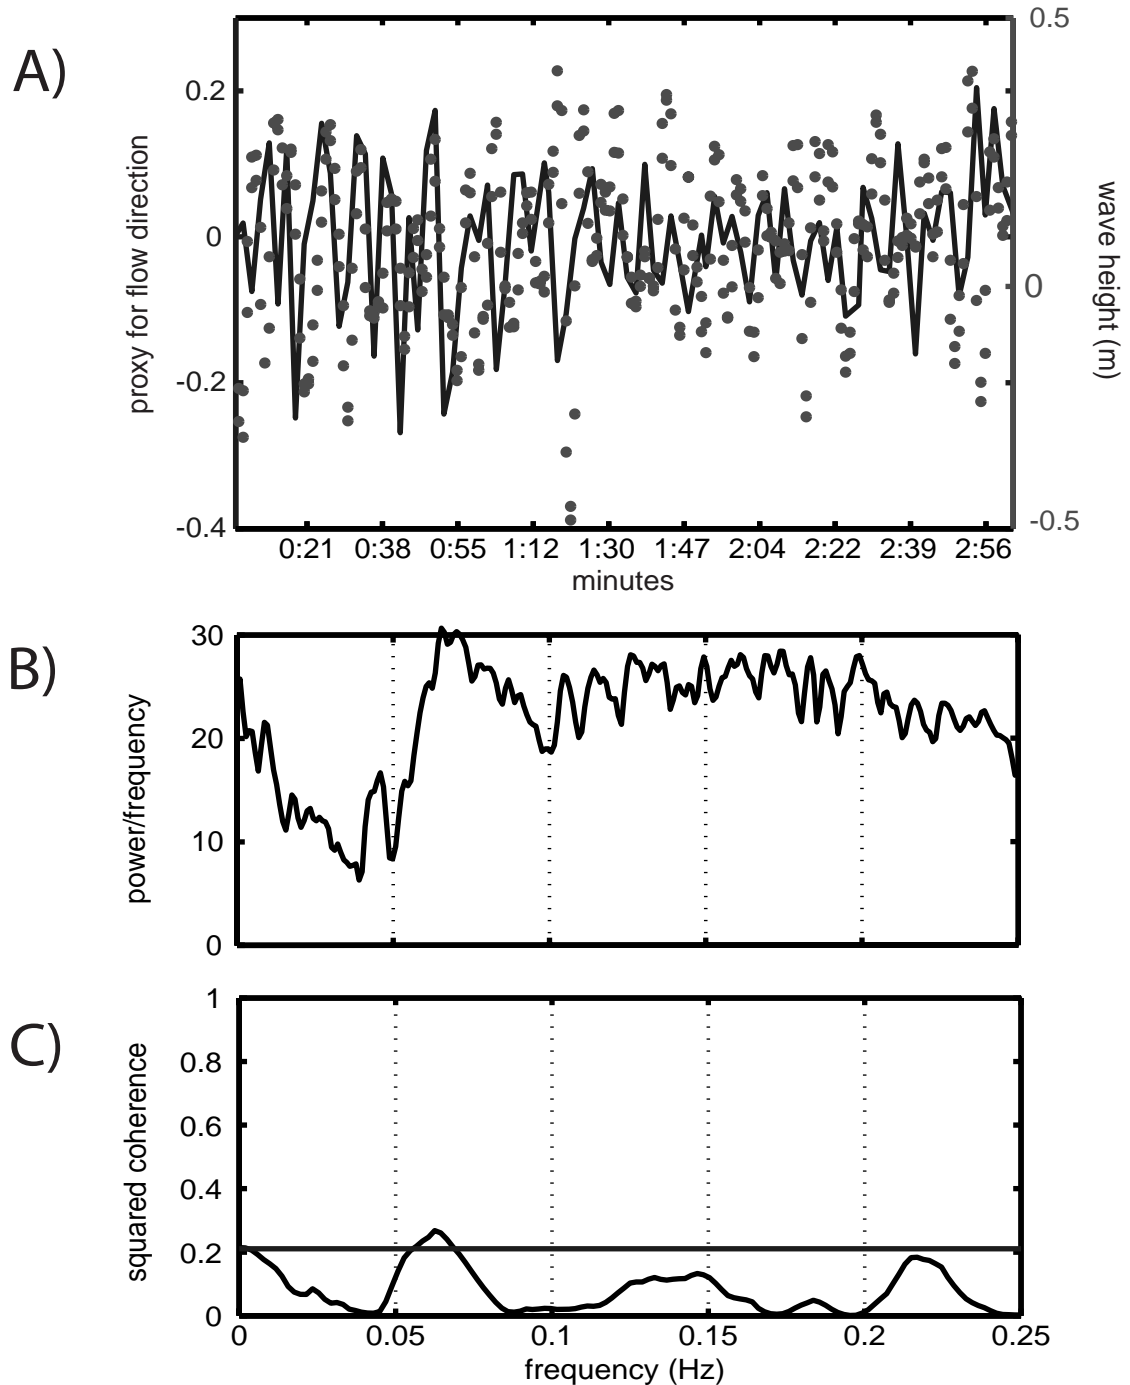 A)
proxy for flow direction
0.2
0
-0.2
-0.4
0.5
0
-0.5
wave height (m)
0:21 0:38 0:55 1:12 1:30 1:47 2:04 2:22 2:39 2:56
minutes
B)
power/frequency
30
20
10
0
C)
squared coherence
1
0.8
0.6
0.4
0.2
0
0 0.05 0.1 0.15 0.2 0.25
frequency (Hz)